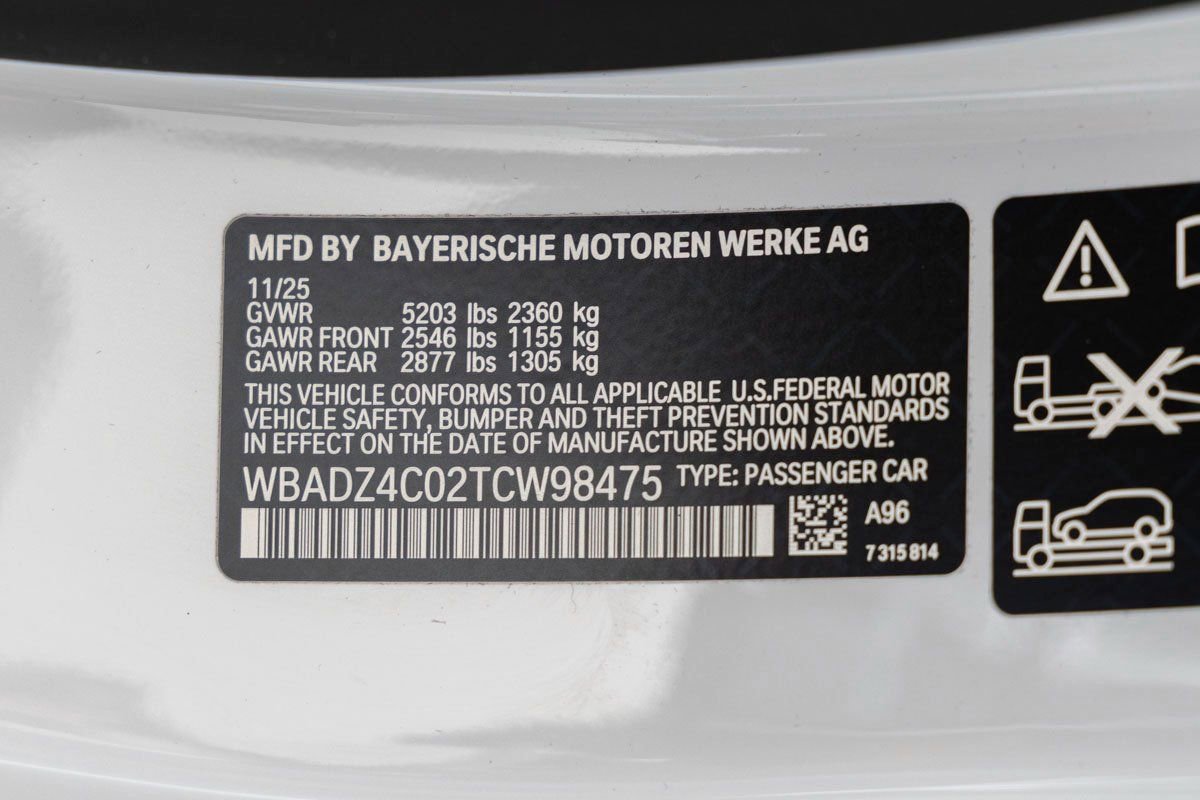 MFD BY BAYERISCHE MOTOREN WERKE AG
11/25
GVWR 5203 lbs 2360 kg
GAWR FRONT 2546 lbs 1155 kg
GAWR REAR 2877 lbs 1305 kg
THIS VEHICLE CONFORMS TO ALL APPLICABLE U.S.FEDERAL MOTOR
VEHICLE SAFETY, BUMPER AND THEFT PREVENTION STANDARDS
IN EFFECT ON THE DATE OF MANUFACTURE SHOWN ABOVE.
WBADZ4C02TCW98475 TYPE: PASSENGER CAR
A96
7 315 814